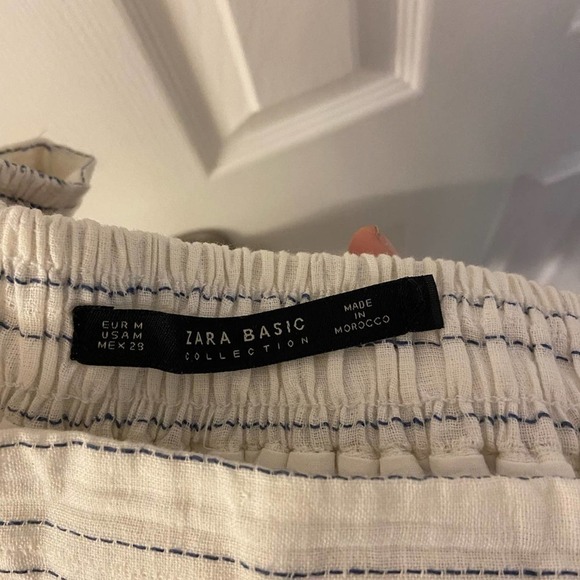 EUR M
USA M
MEX 28
ZARA BASIC
COLLECTION
MADE
IN
MOROCCO